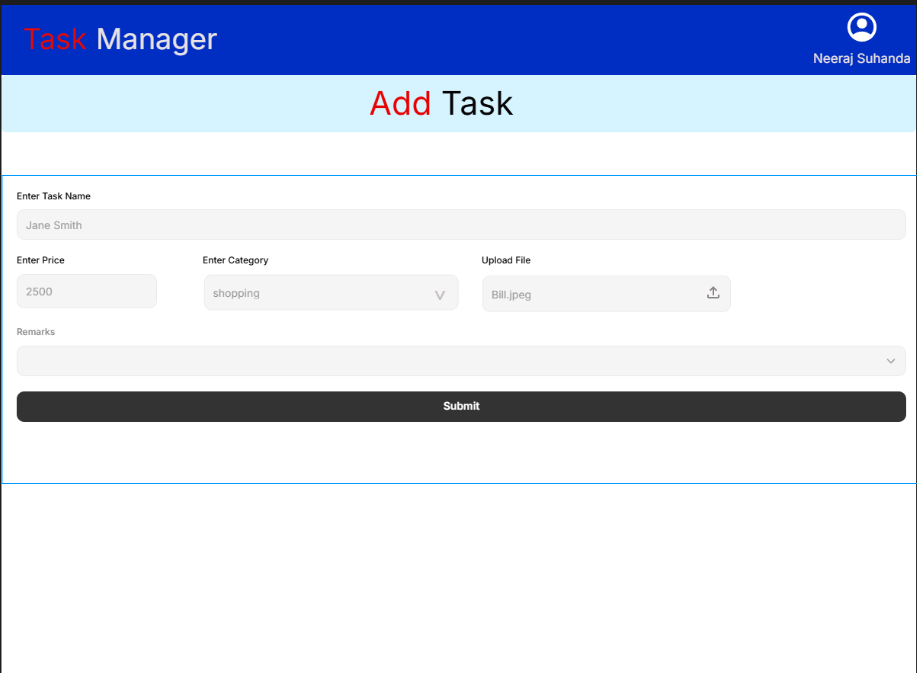 Task Manager
Neeraj Suhanda
Add Task
Enter Task Name
Jane Smith
Enter Price
Enter Category
Upload File
2500
shopping
Bill.jpeg
Remarks
Submit